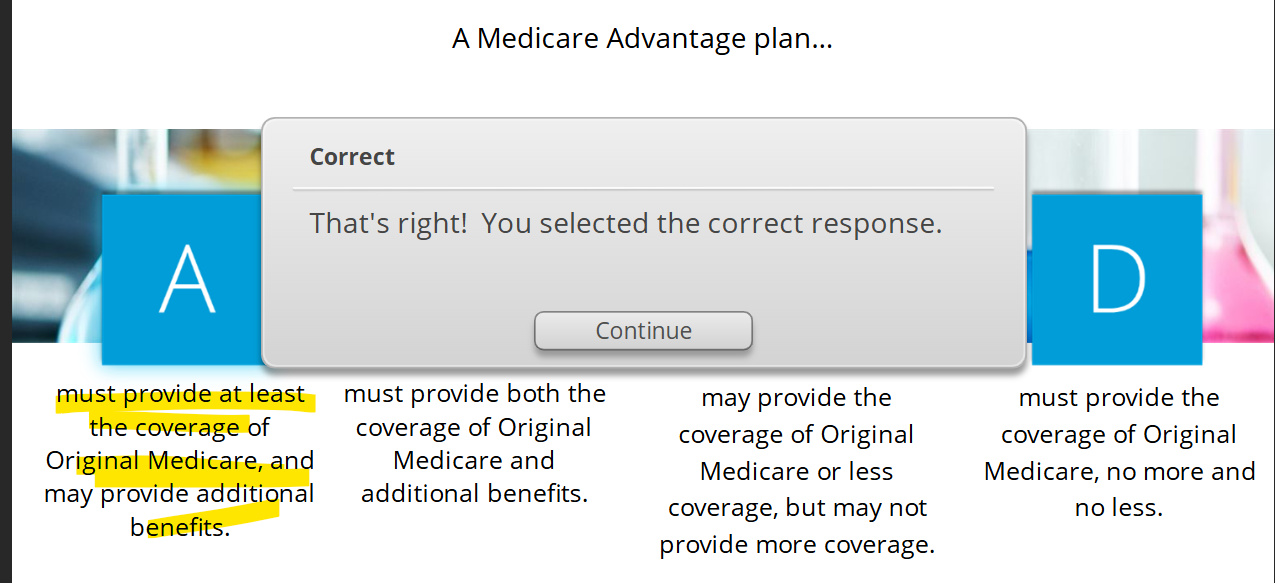 A Medicare Advantage plan...
Correct
That's right!  You selected the correct response.
Continue
A
D
must provide at least
the coverage of
Original Medicare, and
may provide additional
benefits.
must provide both the
coverage of Original
Medicare and
additional benefits.
may provide the
coverage of Original
Medicare or less
coverage, but may not
provide more coverage.
must provide the
coverage of Original
Medicare, no more and
no less.